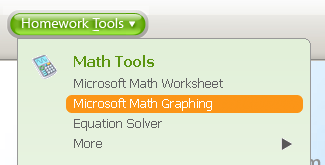 Homework Tools
Math Tools
Microsoft Math Worksheet
Microsoft Math Graphing
Equation Solver
More